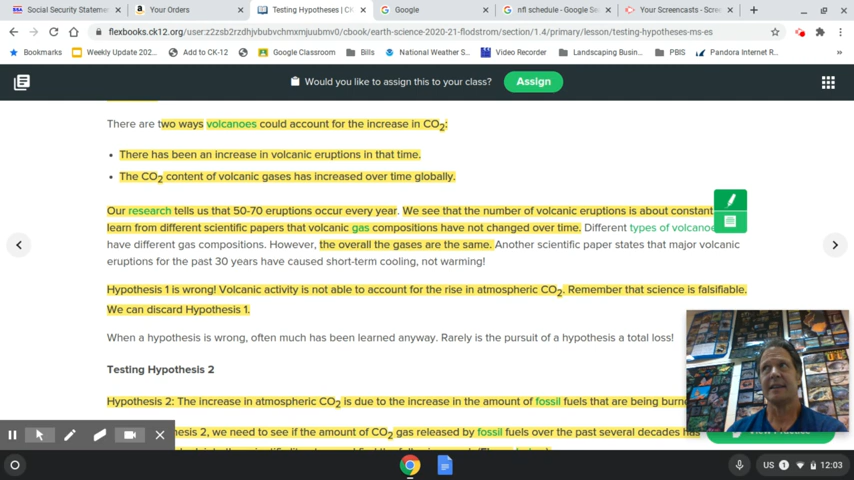 Social Security Statemen
Your Orders
Testing Hypotheses | CK
Google
nfl schedule - Google Se
Your Screencasts - Scre
flexbooks.ck12.org/user:z2zsb2rzdhjvbubvchmxmjuubmv0/cbook/earth-science-2020-21-flodstrom/section/1.4/primary/lesson/testing-hypotheses-ms-es
Bookmarks
Weekly Update 202...
Add to CK-12
Google Classroom
Bills
National Weather S...
Video Recorder
Landscaping Busin...
PBIS
Pandora Internet R...
Would you like to assign this to your class?
Assign
There are two ways volcanoes could account for the increase in CO2:
• There has been an increase in volcanic eruptions in that time.
• The CO2 content of volcanic gases has increased over time globally.
Our research tells us that 50-70 eruptions occur every year. We see that the number of volcanic eruptions is about constant
learn from different scientific papers that volcanic gas compositions have not changed over time. Different types of volcanoe
have different gas compositions. However, the overall the gases are the same. Another scientific paper states that major volcanic
eruptions for the past 30 years have caused short-term cooling, not warming!
Hypothesis 1 is wrong! Volcanic activity is not able to account for the rise in atmospheric CO2. Remember that science is falsifiable.
We can discard Hypothesis 1.
When a hypothesis is wrong, often much has been learned anyway. Rarely is the pursuit of a hypothesis a total loss!
Testing Hypothesis 2
Hypothesis 2: The increase in atmospheric CO2 is due to the increase in the amount of fossil fuels that are being burne
hesis 2, we need to see if the amount of CO2 gas released by fossil fuels over the past several decades has
US
1
12:03